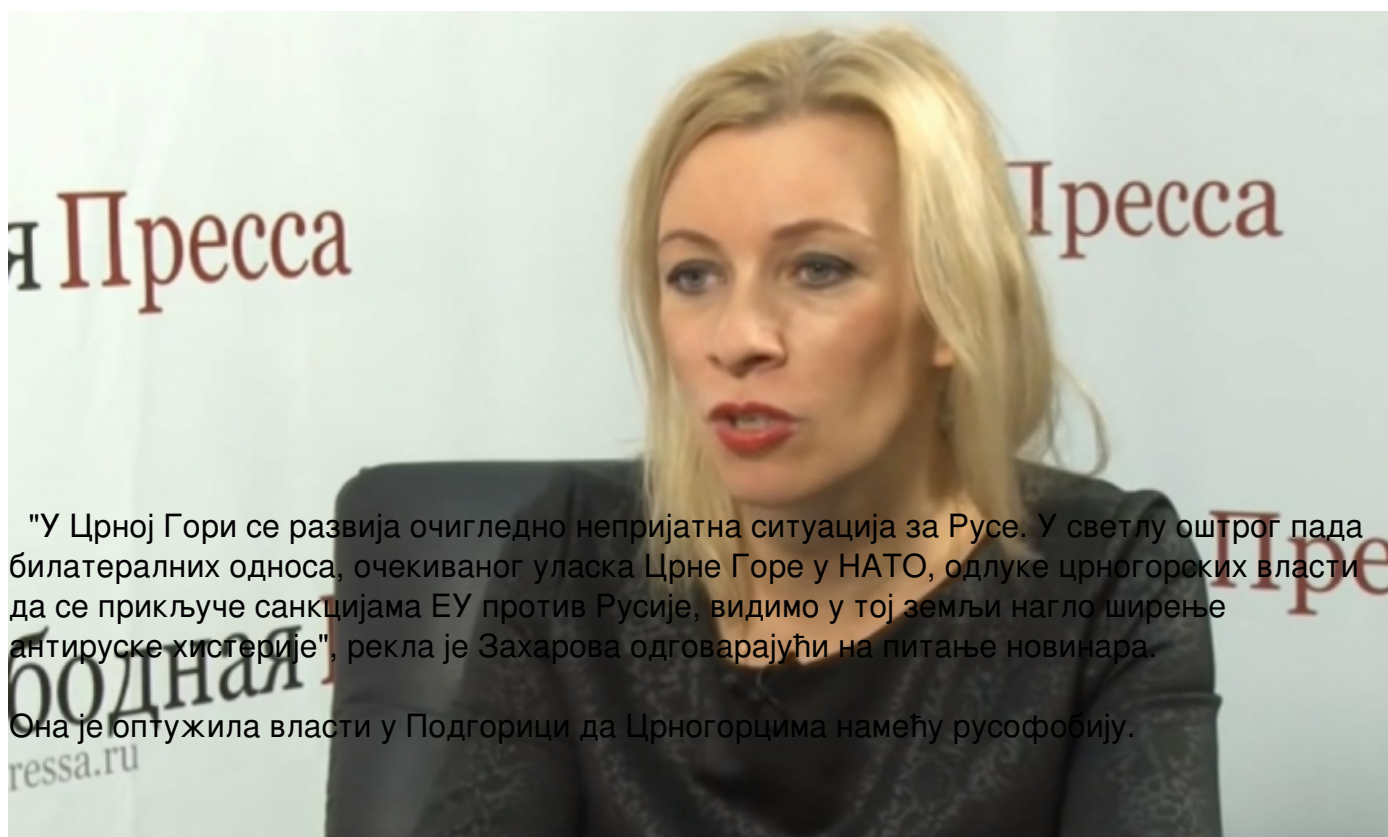 я Пресса
Пресса
"У Црној Гори се развија очигледно непријатна ситуација за Русе. У светлу оштрог пада
билатералних односа, очекиваног уласка Црне Горе у НАТО, одлуке црногорских власти
да се прикључе санкцијама ЕУ против Русије, видимо у тој земљи нагло ширење
антируске хистерије", рекла је Захарова одговарајући на питање новинара.
Пре
бодная
Она је оптужила власти у Подгорици да Црногорцима намећу русофобију.
ressa.ru